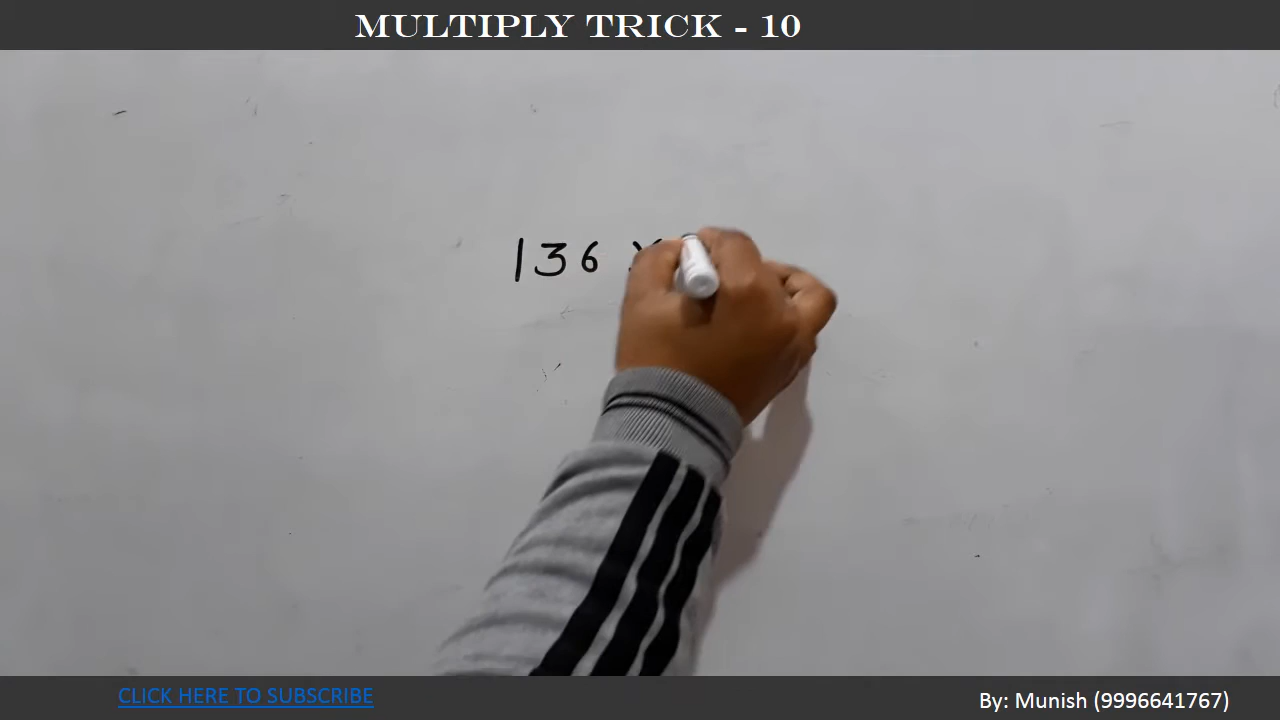 MULTIPLY TRICK - 10
136 ×
CLICK HERE TO SUBSCRIBE
By: Munish (9996641767)